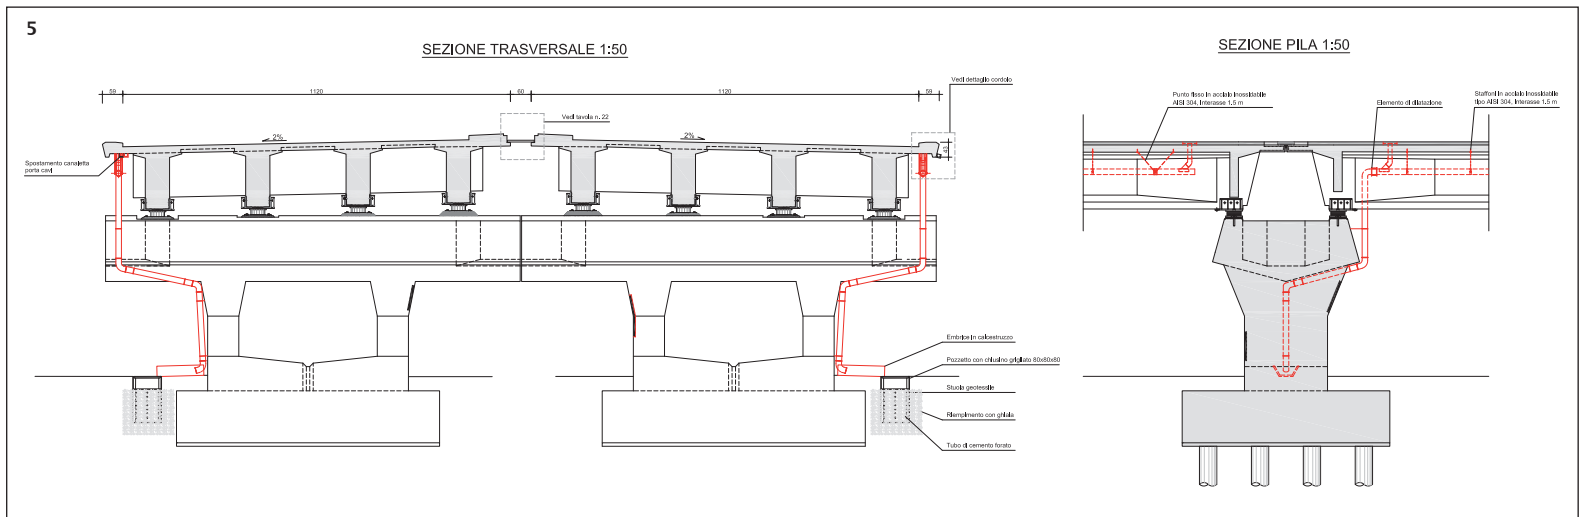 5
SEZIONE TRASVERSALE 1:50
SEZIONE PILA 1:50
Vedi dettaglio cordolo
59
1120
60
1120
59
Vedi tavola n. 22
2%
2%
Spostamento canaletta
porta cavi
Embrice in calcestruzzo
Pozzetto con chiusino grigliato 80x80x80
Stuoia geotessile
Riempimento con ghiaia
Tubo di cemento forato
Punto fisso in acciaio inossidabile
AISI 304, interasse 1.5 m
Elemento di dilatazione
Staffoni in acciaio inossidabile
tipo AISI 304, interasse 1.5 m